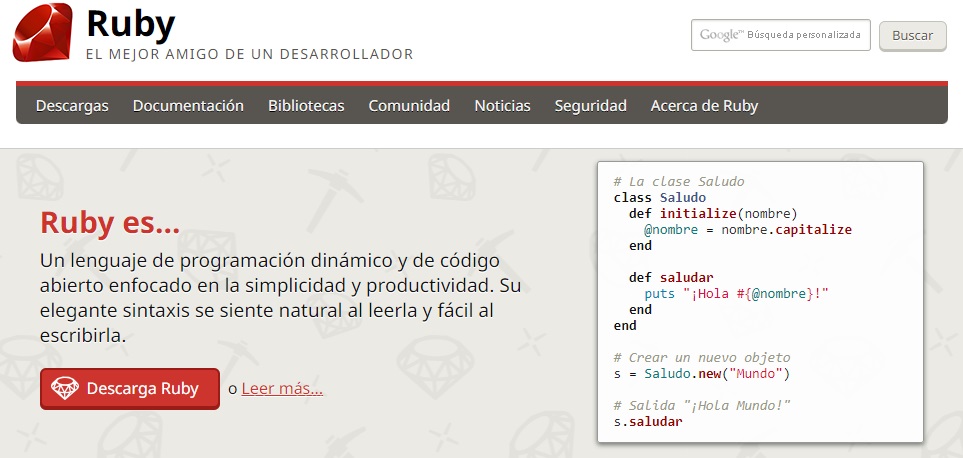 Ruby
EL MEJOR AMIGO DE UN DESARROLLADOR
Google™ Búsqueda personalizada
Buscar
Descargas Documentación Bibliotecas Comunidad Noticias Seguridad Acerca de Ruby
Ruby es...
Un lenguaje de programación dinámico y de código
abierto enfocado en la simplicidad y productividad. Su
elegante sintaxis se siente natural al leerla y fácil al
escribirla.
Descarga Ruby o Leer más...
# La clase Saludo
class Saludo
  def initialize(nombre)
    @nombre = nombre.capitalize
  end

  def saludar
    puts "¡Hola #{@nombre}!"
  end
end

# Crear un nuevo objeto
s = Saludo.new("Mundo")

# Salida "¡Hola Mundo!"
s.saludar